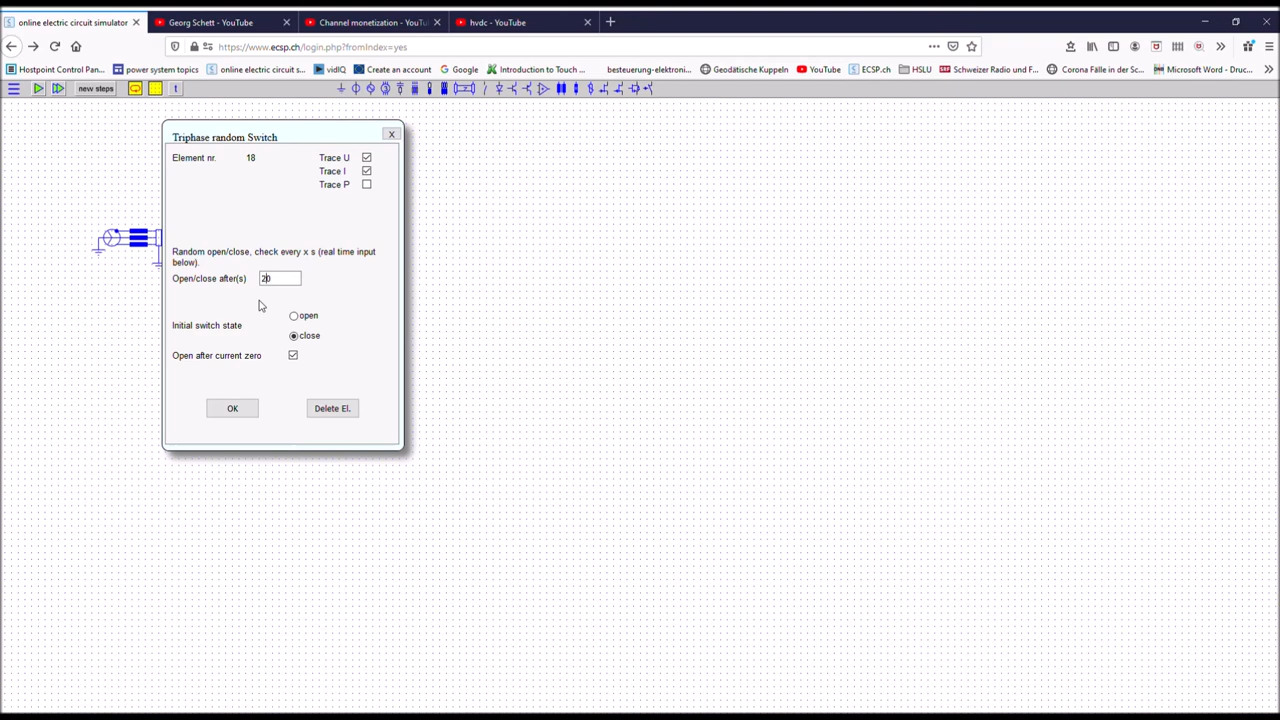 online electric circuit simulator
Georg Schett - YouTube
Channel monetization - YouTu
hvdc - YouTube
https://www.ecsp.ch/login.php?fromIndex=yes
Hostpoint Control Pan...
power system topics
online electric circuit s...
vidIQ
Create an account
Google
Introduction to Touch ...
besteuerung-elektroni...
Geodätische Kuppeln
YouTube
ECSP.ch
HSLU
Schweizer Radio und F...
Corona Fälle in der Sc...
Microsoft Word - Druc...
new steps
t
Triphase random Switch
X
Element nr. 18
Trace U
Trace I
Trace P
Random open/close, check every x s (real time input
below).
Open/close after(s) 20
open
Initial switch state
close
Open after current zero
OK
Delete El.